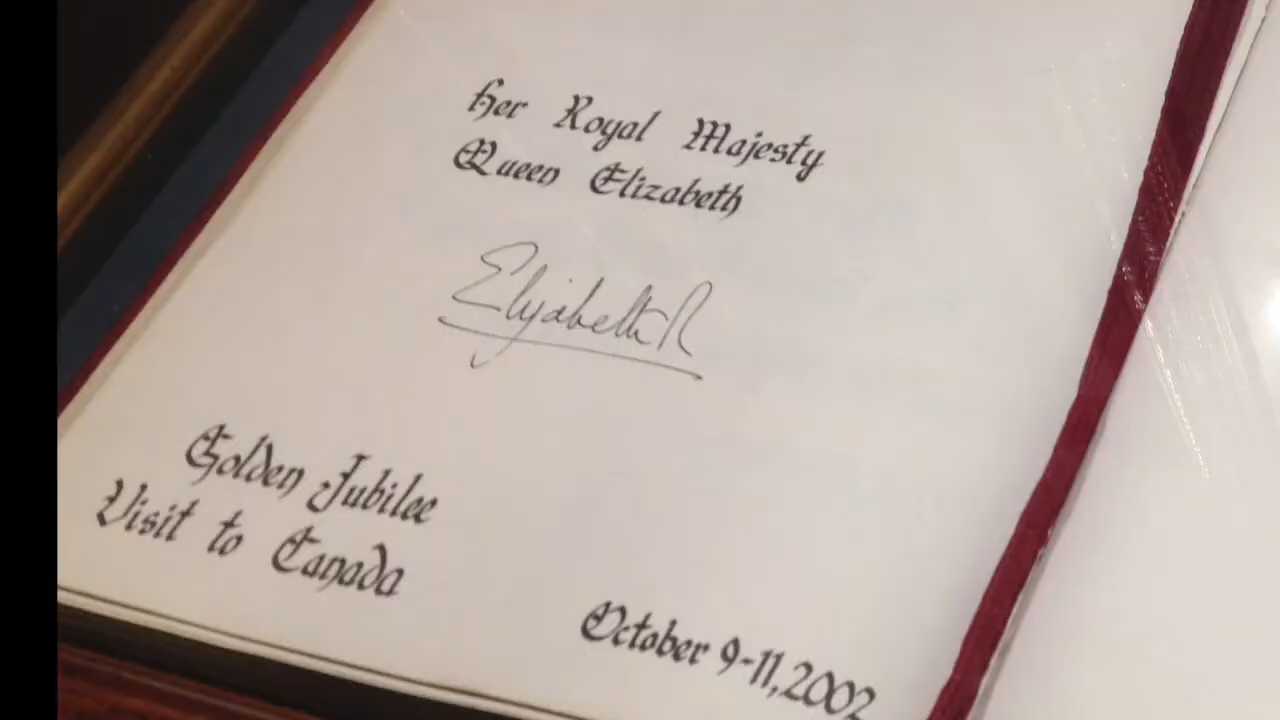 Her Royal Majesty
Queen Elizabeth
Elizabeth R
Golden Jubilee
Visit to Canada
October 9-11, 2002